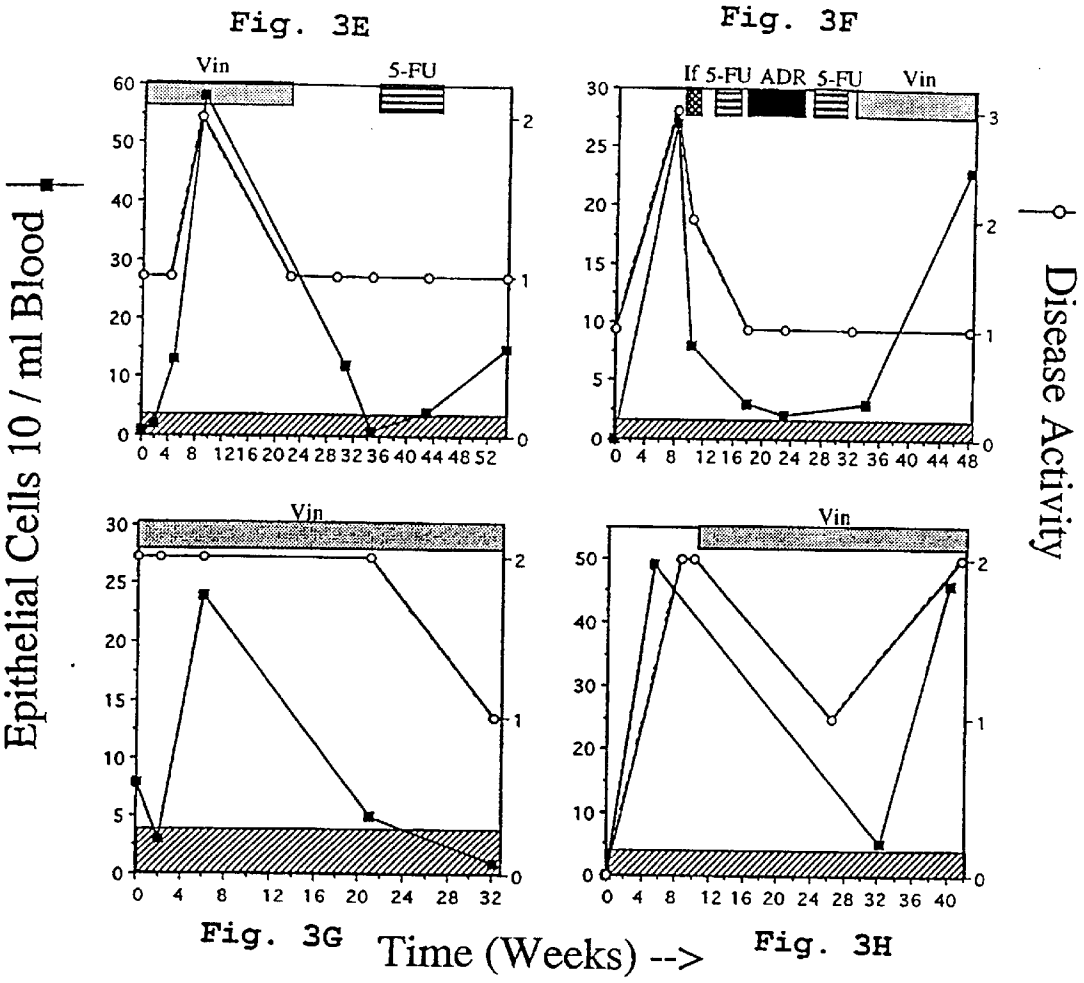 Fig. 3E
Fig. 3F
Vin
5-FU
If 5-FU ADR 5-FU Vin
60
50
40
30
20
10
0
2
1
0
0 4 8 12 16 20 24 28 32 36 40 44 48 52
30
25
20
15
10
5
0
3
2
1
0
0 4 8 12 16 20 24 28 32 36 40 44 48
Epithelial Cells 10 / ml Blood
Disease Activity
Vin
30
25
20
15
10
5
0
2
1
0
0 4 8 12 16 20 24 28 32
Vin
50
40
30
20
10
0
2
1
0
0 4 8 12 16 20 24 28 32 36 40
Fig. 3G
Time (Weeks) -->
Fig. 3H